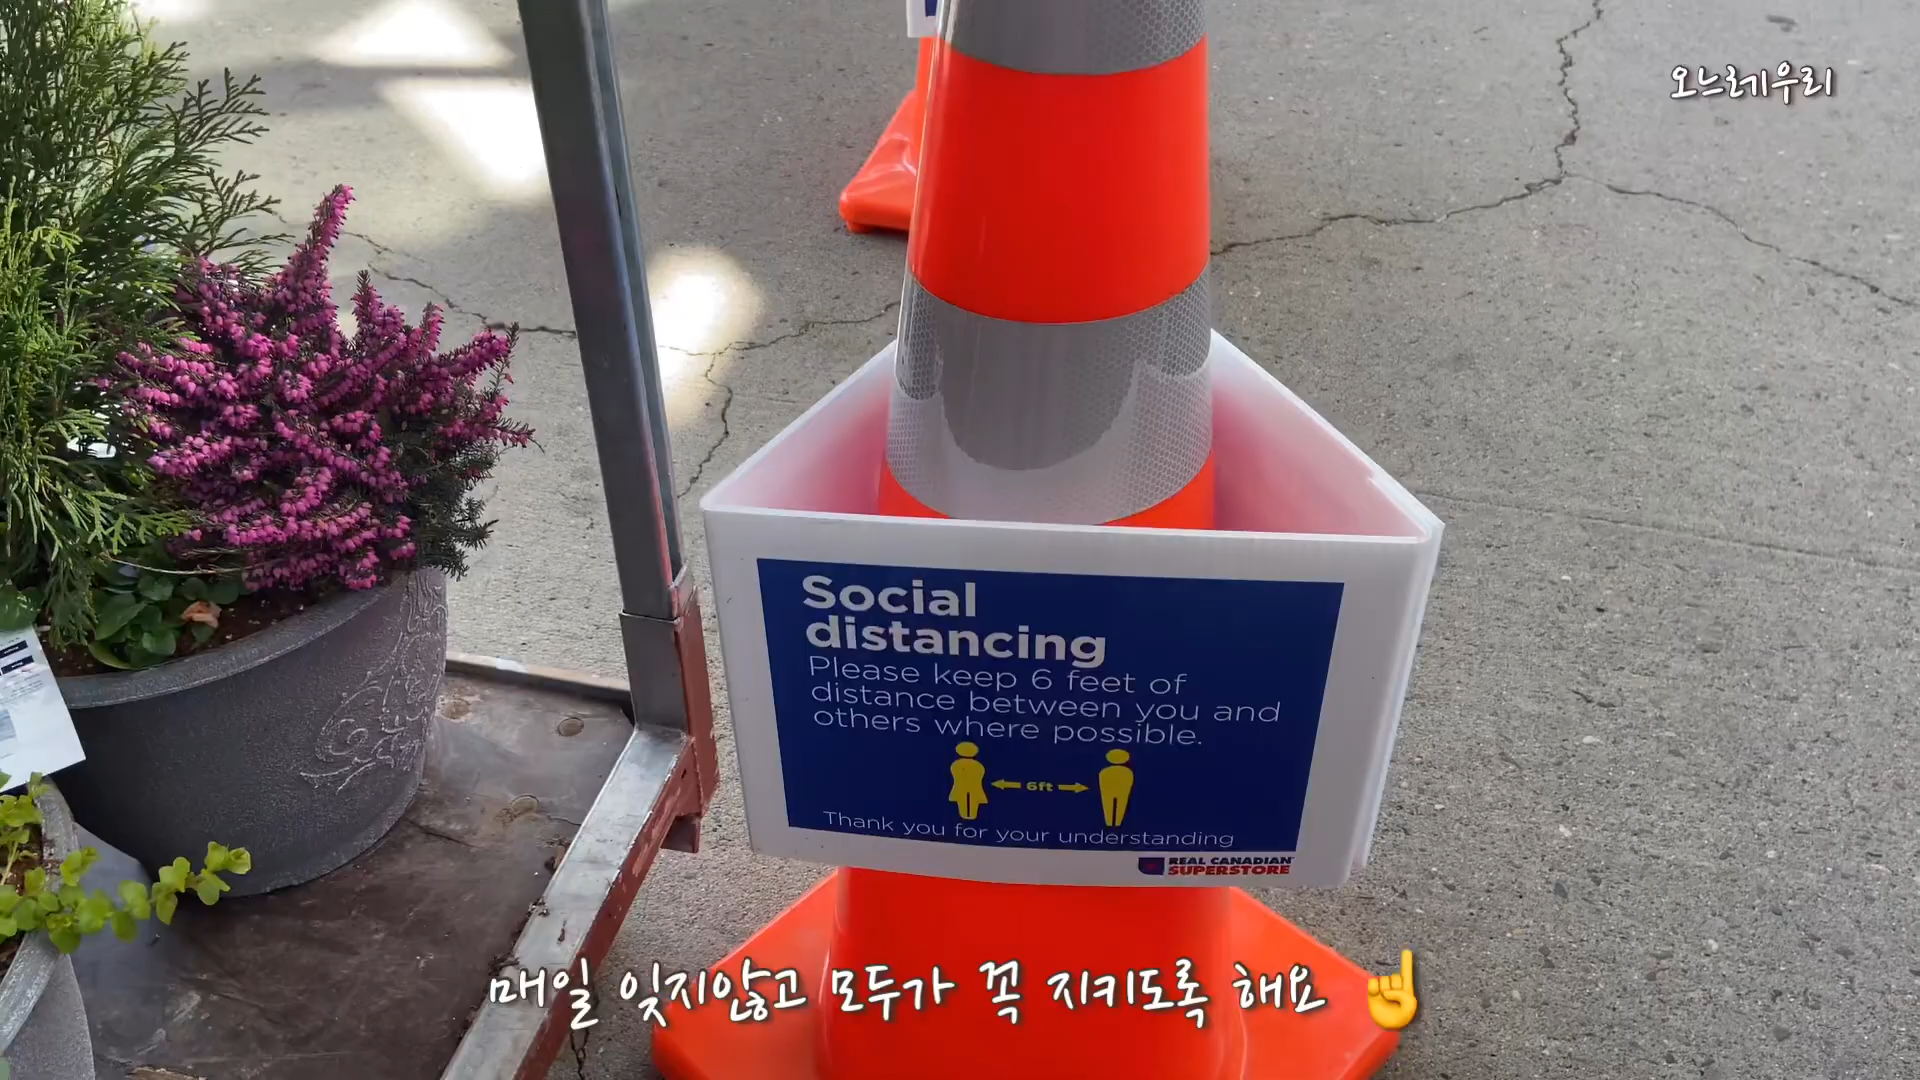 오느레우리
Social
distancing
Please keep 6 feet of
distance between you and
others where possible.
6ft
Thank you for your understanding
REAL CANADIAN
SUPERSTORE
매일 잊지않고 모두가 꼭 지키도록 해요 ☝